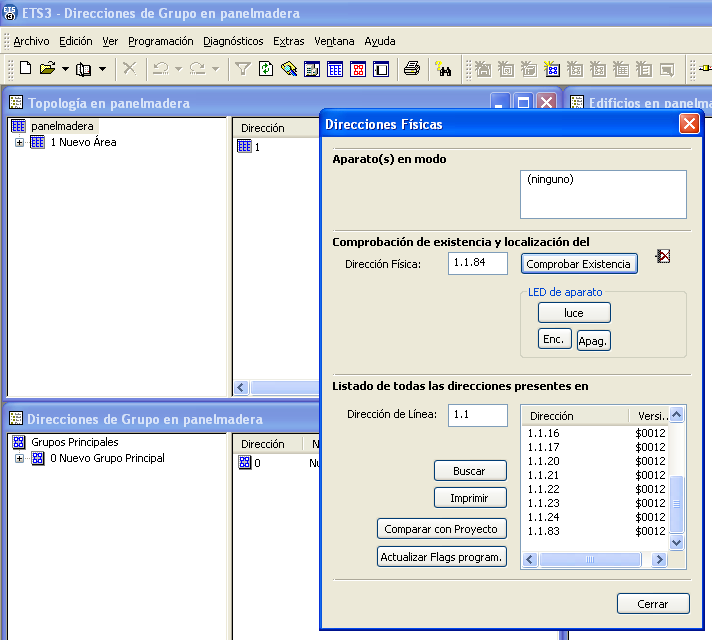 ETS3 - Direcciones de Grupo en panelmadera
Archivo Edición Ver Programación Diagnósticos Extras Ventana Ayuda
Topología en panelmadera
Edificios en panelma
panelmadera
1 Nuevo Área
Dirección
1
Direcciones Físicas
Aparato(s) en modo
(ninguno)
Comprobación de existencia y localización del
Dirección Física:
1.1.84
Comprobar Existencia
LED de aparato
luce
Enc.
Apag.
Listado de todas las direcciones presentes en
Dirección de Línea:
1.1
Buscar
Imprimir
Comparar con Proyecto
Actualizar Flags program.
Dirección Versi..
1.1.16 $0012
1.1.17 $0012
1.1.20 $0012
1.1.21 $0012
1.1.22 $0012
1.1.23 $0012
1.1.24 $0012
1.1.83 $0012
Cerrar
Direcciones de Grupo en panelmadera
Grupos Principales
0 Nuevo Grupo Principal
Dirección N
0 Nu